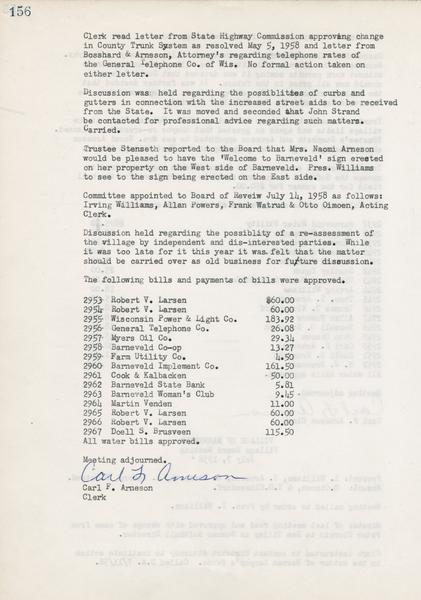 156
Clerk read letter from State Highway Commission approving change
in County Trunk System as resolved May 5, 1958 and letter from
Bosshard & Arneson, Attorney's regarding telephone rates of
the General Telephone Co. of Wis. No formal action taken on
either letter.
Discussion was held regarding the possiblities of curbs and
gutters in connection with the increased street aids to be received
from the State. It was moved and seconded that John Strand
be contacted for professional advice regarding such matters.
Carried.
Trustee Stenseth reported to the Board that Mrs. Naomi Arneson
would be pleased to have the 'Welcome to Barneveld' sign erected
on her property on the West side of Barneveld. Pres. Williams
to see to the sign being erected on the East side.
Committee appointed to Board of Reveiw July 14, 1958 as follows:
Irving Williams, Allan Powers, Frank Watrud & Otto Oimoen, Acting
Clerk.
Discussion held regarding the possiblity of a re-assessment of
the village by independent and dis-interested parties. While
it was too late for it this year it was felt that the matter
should be carried over as old business for future discussion.
The following bills and payments of bills were approved.
2953 Robert V. Larsen $60.00
2954 Robert V. Larsen 60.00
2955 Wisconsin Power & Light Co. 183.92
2956 General Telephone Co. 26.08
2957 Myers Oil Co. 29.34
2958 Barneveld Co-op 13.27
2959 Farm Utility Co. 4.50
2960 Barneveld Implement Co. 161.50
2961 Cook & Kalbacken 50.00
2962 Barneveld State Bank 5.81
2963 Barneveld Woman's Club 9.45
2964 Martin Venden 11.00
2965 Robert V. Larsen 60.00
2966 Robert V. Larsen 60.00
2967 Doell S. Brusveen 115.50
All water bills approved.
Meeting adjourned.
Carl F. Arneson
Carl F. Arneson
Clerk